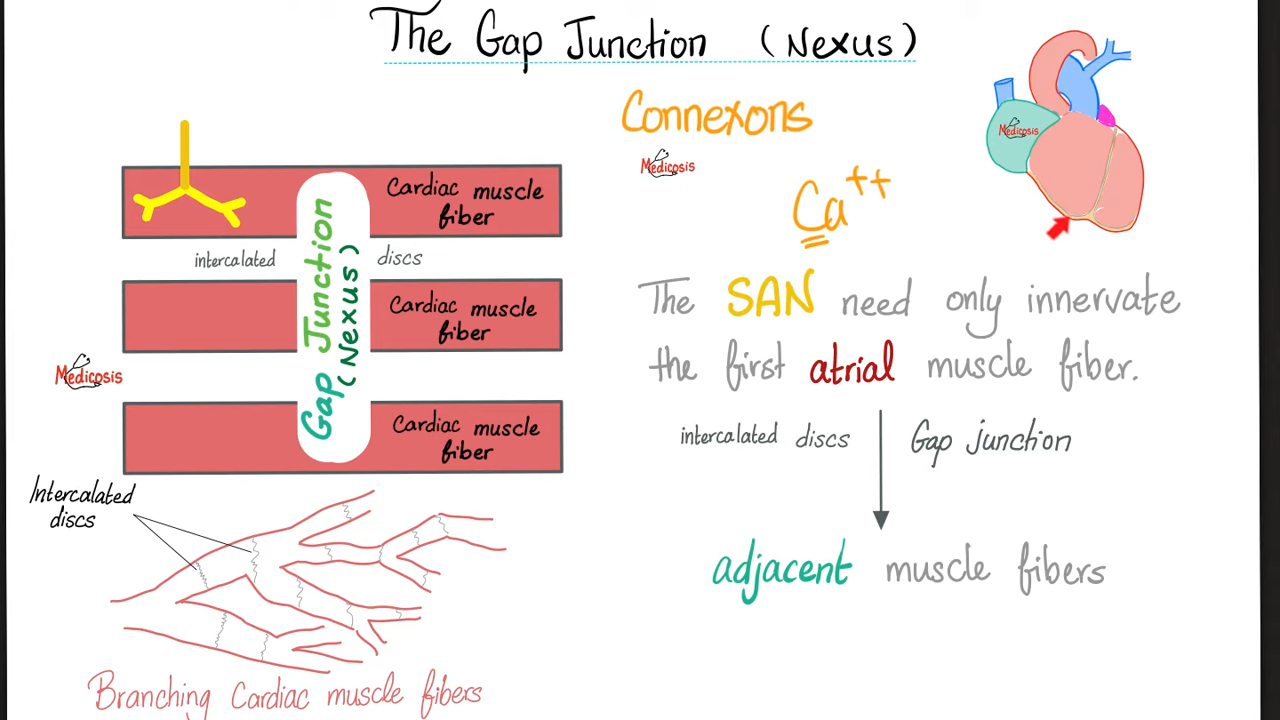 The Gap Junction (Nexus)
Connexons
Medicosis
Medicosis
Ca++
Cardiac muscle
fiber
intercalated discs
Gap Junction
(Nexus)
Cardiac muscle
fiber
Medicosis
Cardiac muscle
fiber
The SAN need only innervate
the first atrial muscle fiber.
intercalated discs Gap junction
adjacent muscle fibers
Intercalated
discs
Branching Cardiac muscle fibers